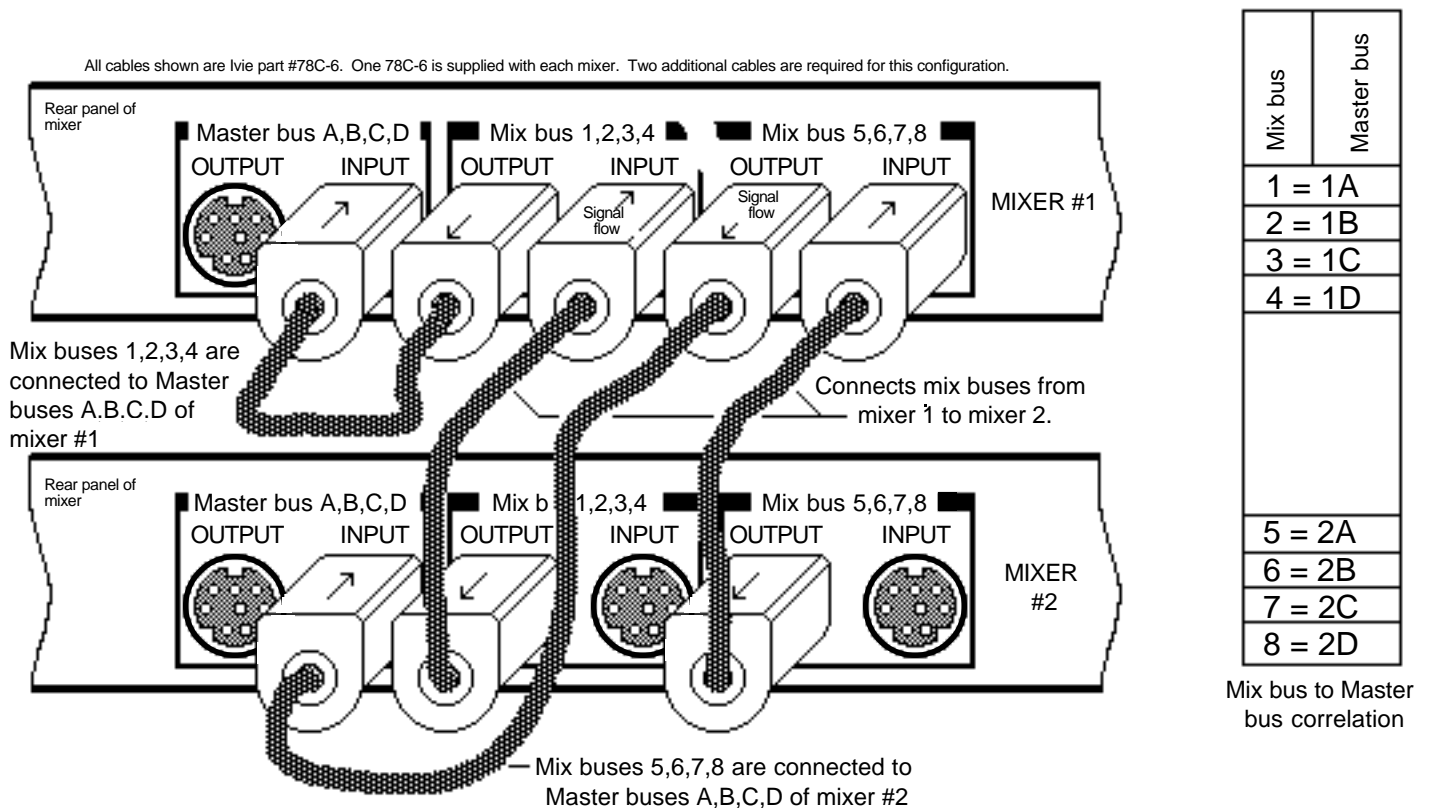 All cables shown are Ivie part #78C-6. One 78C-6 is supplied with each mixer. Two additional cables are required for this configuration.
Rear panel of
mixer
Master bus A,B,C,D
Mix bus 1,2,3,4
Mix bus 5,6,7,8
OUTPUT INPUT OUTPUT INPUT OUTPUT INPUT
Signal
flow
Signal
flow
MIXER #1
Mix buses 1,2,3,4 are
connected to Master
buses A.B.C.D of
mixer #1
Connects mix buses from
mixer 1 to mixer 2.
Rear panel of
mixer
Master bus A,B,C,D
Mix b 1,2,3,4
Mix bus 5,6,7,8
OUTPUT INPUT OUTPUT INPUT OUTPUT INPUT
MIXER
#2
Mix buses 5,6,7,8 are connected to
Master buses A,B,C,D of mixer #2
Mix bus
Master bus
1 = 1A
2 = 1B
3 = 1C
4 = 1D
5 = 2A
6 = 2B
7 = 2C
8 = 2D
Mix bus to Master
bus correlation